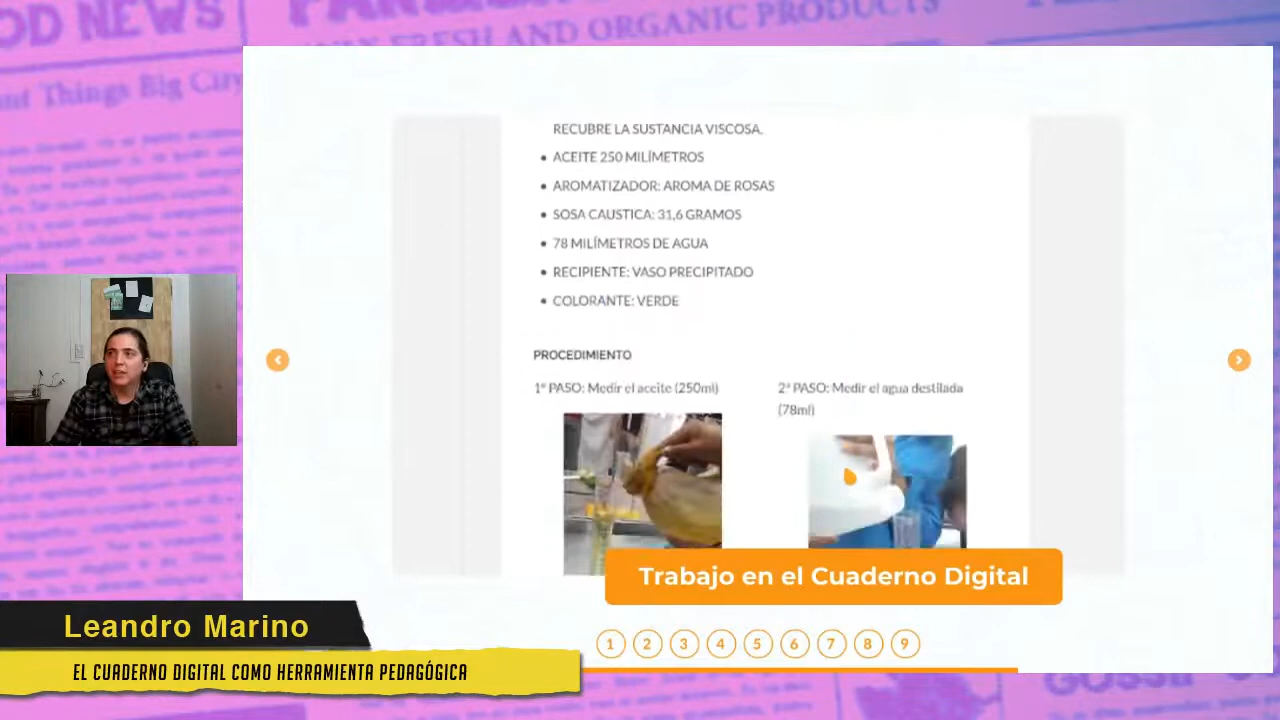 OD NEWS
FRESH AND ORGANIC PRODUCTS
Things Big City
RECUBRE LA SUSTANCIA VISCOSA.
• ACEITE 250 MILÍMETROS
• AROMATIZADOR: AROMA DE ROSAS
• SOSA CAUSTICA: 31,6 GRAMOS
• 78 MILÍMETROS DE AGUA
• RECIPIENTE: VASO PRECIPITADO
• COLORANTE: VERDE
PROCEDIMIENTO
1º PASO: Medir el aceite (250ml)
2º PASO: Medir el agua destilada
(78ml)
Trabajo en el Cuaderno Digital
1 2 3 4 5 6 7 8 9
Leandro Marino
EL CUADERNO DIGITAL COMO HERRAMIENTA PEDAGÓGICA